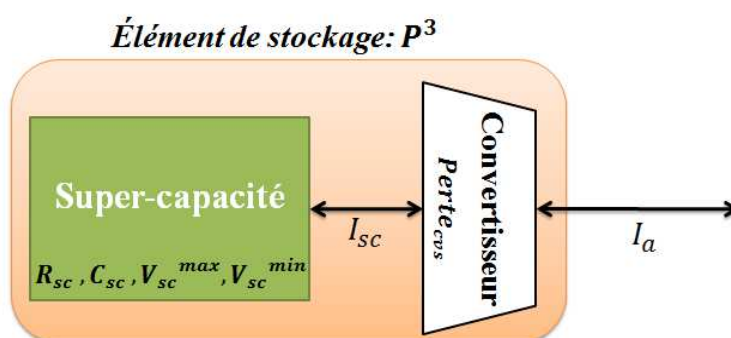 Élément de stockage: P³
Super-capacité
R_sc , C_sc , V_sc^max , V_sc^min
I_sc
Convertisseur
Perte_cvs
I_a